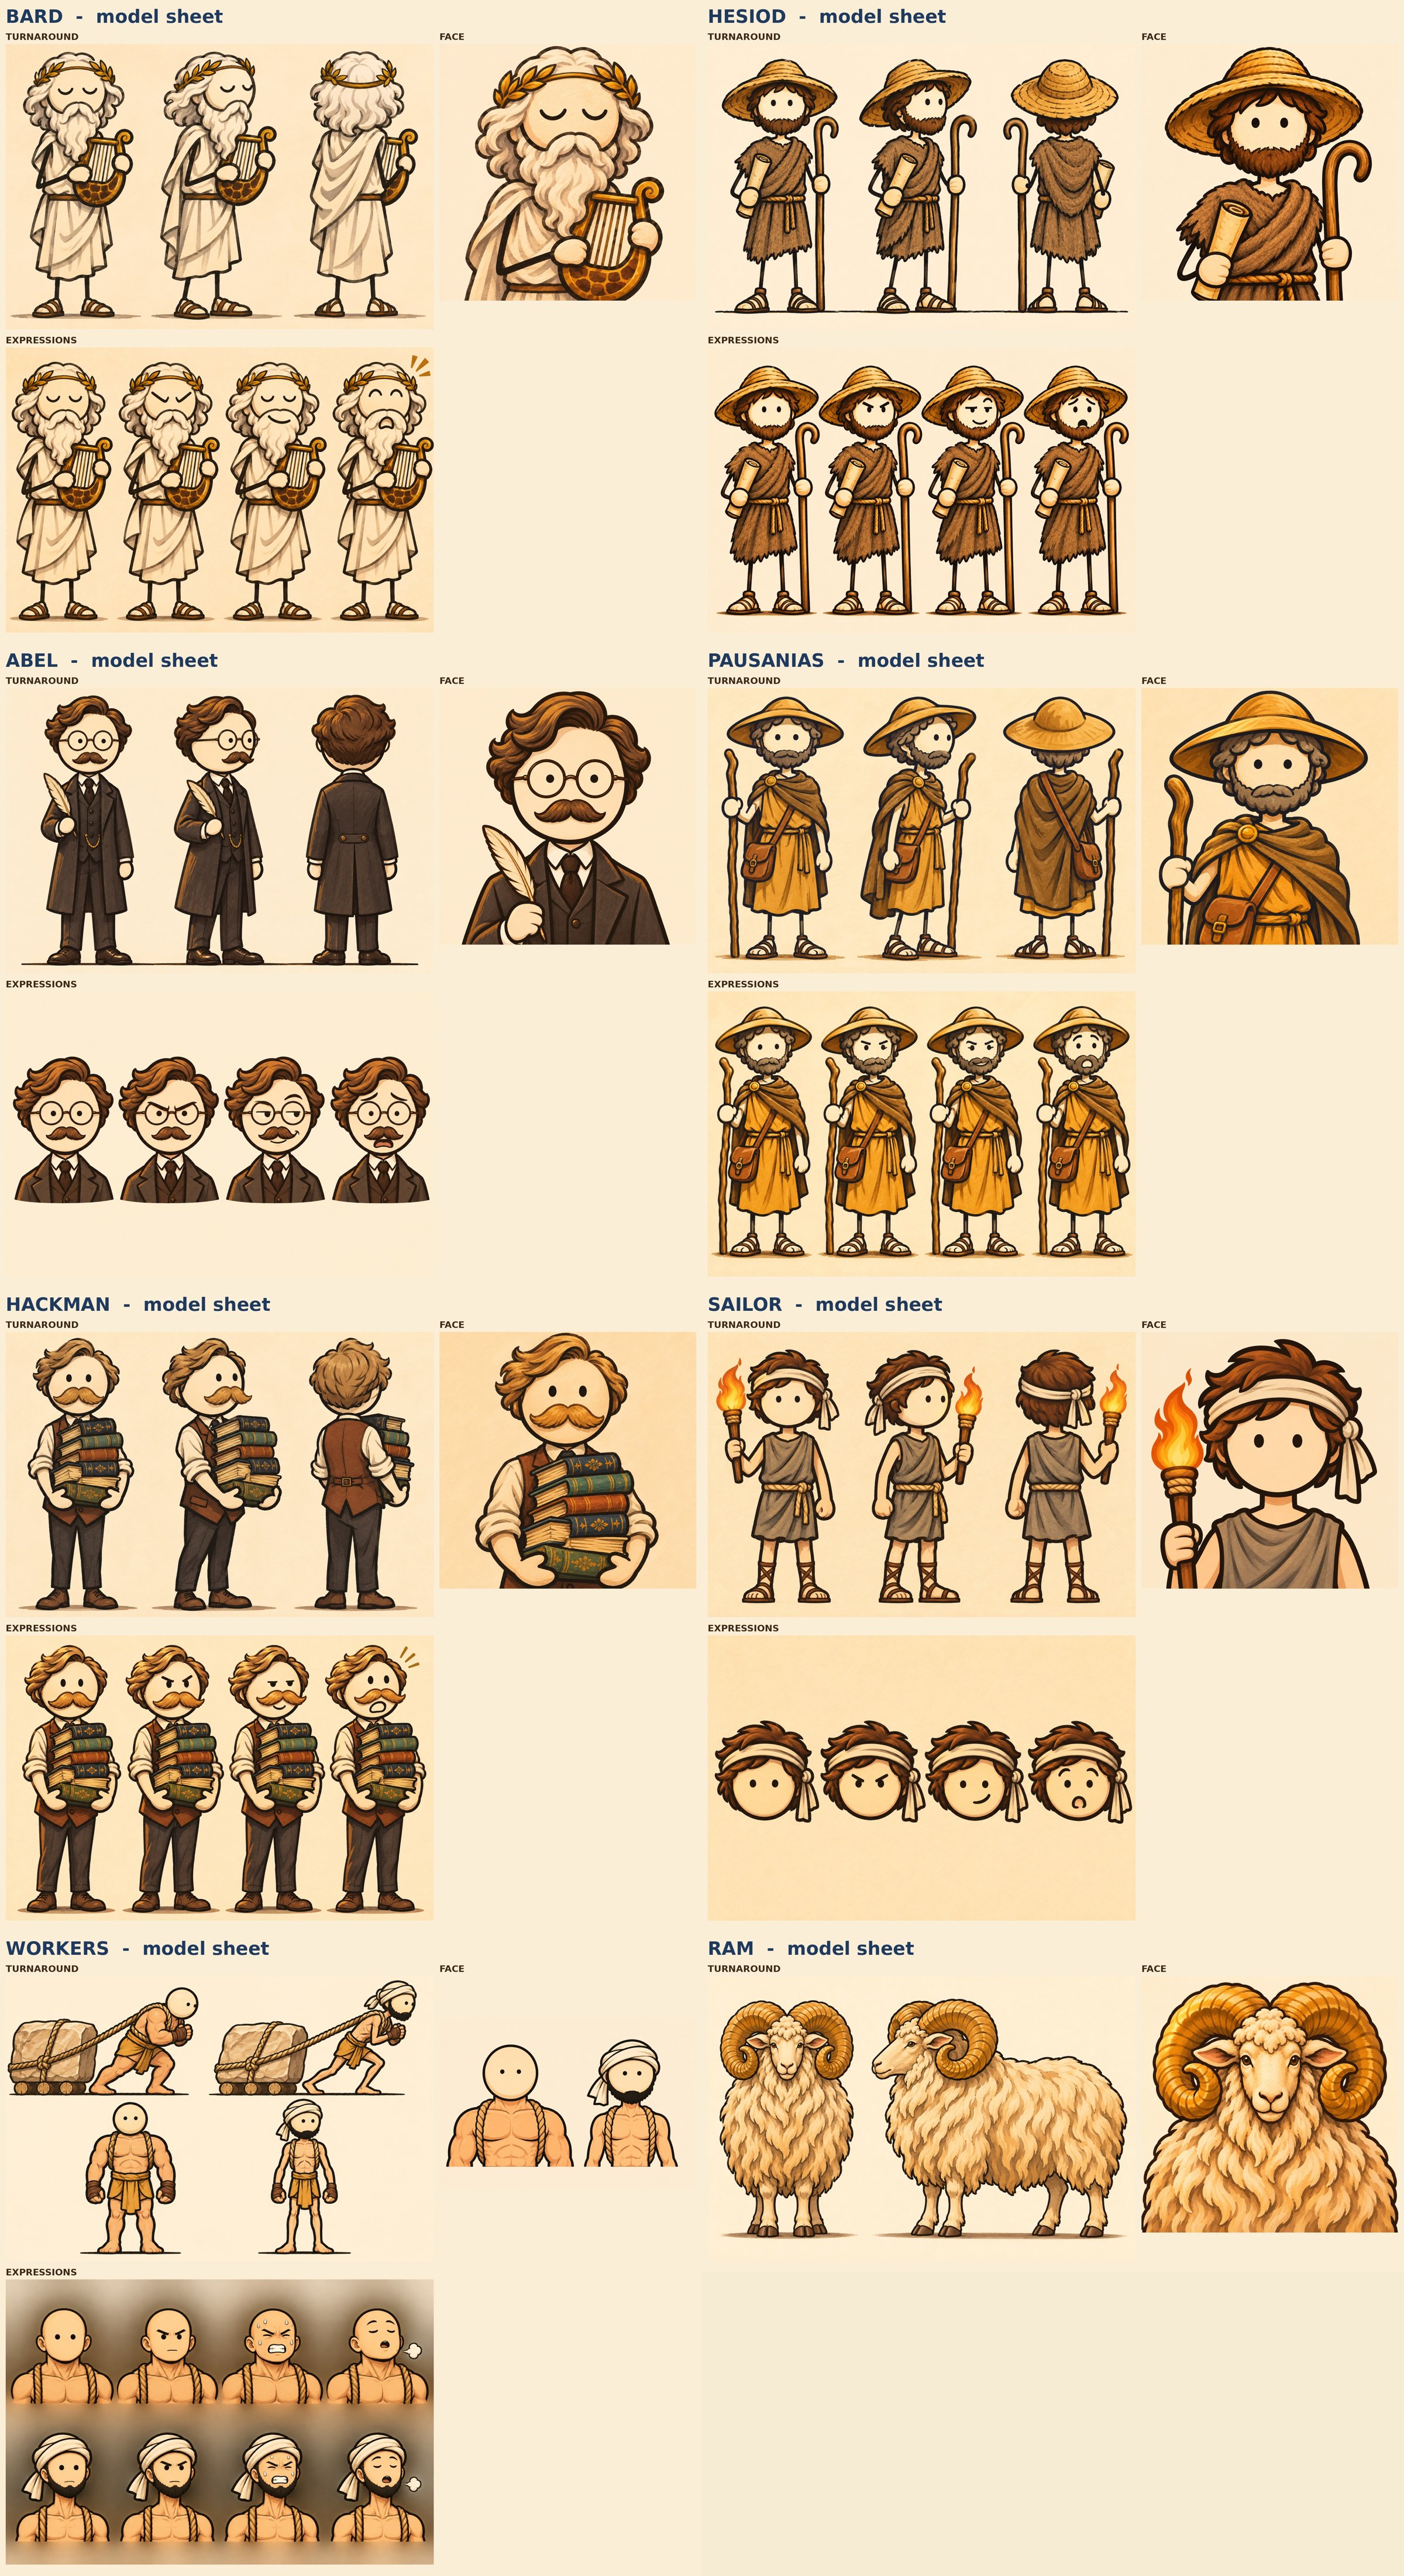 BARD - model sheet
TURNAROUND
FACE
EXPRESSIONS
HESIOD - model sheet
TURNAROUND
FACE
EXPRESSIONS
ABEL - model sheet
TURNAROUND
FACE
EXPRESSIONS
PAUSANIAS - model sheet
TURNAROUND
FACE
EXPRESSIONS
HACKMAN - model sheet
TURNAROUND
FACE
EXPRESSIONS
SAILOR - model sheet
TURNAROUND
FACE
EXPRESSIONS
WORKERS - model sheet
TURNAROUND
FACE
EXPRESSIONS
RAM - model sheet
TURNAROUND
FACE